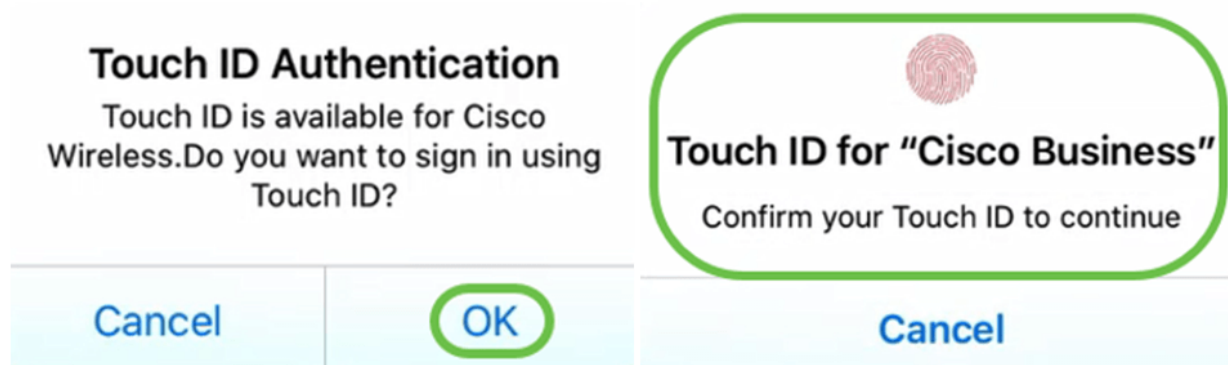 Touch ID Authentication
Touch ID is available for Cisco
Wireless.Do you want to sign in using
Touch ID?
Cancel
OK
Touch ID for “Cisco Business”
Confirm your Touch ID to continue
Cancel